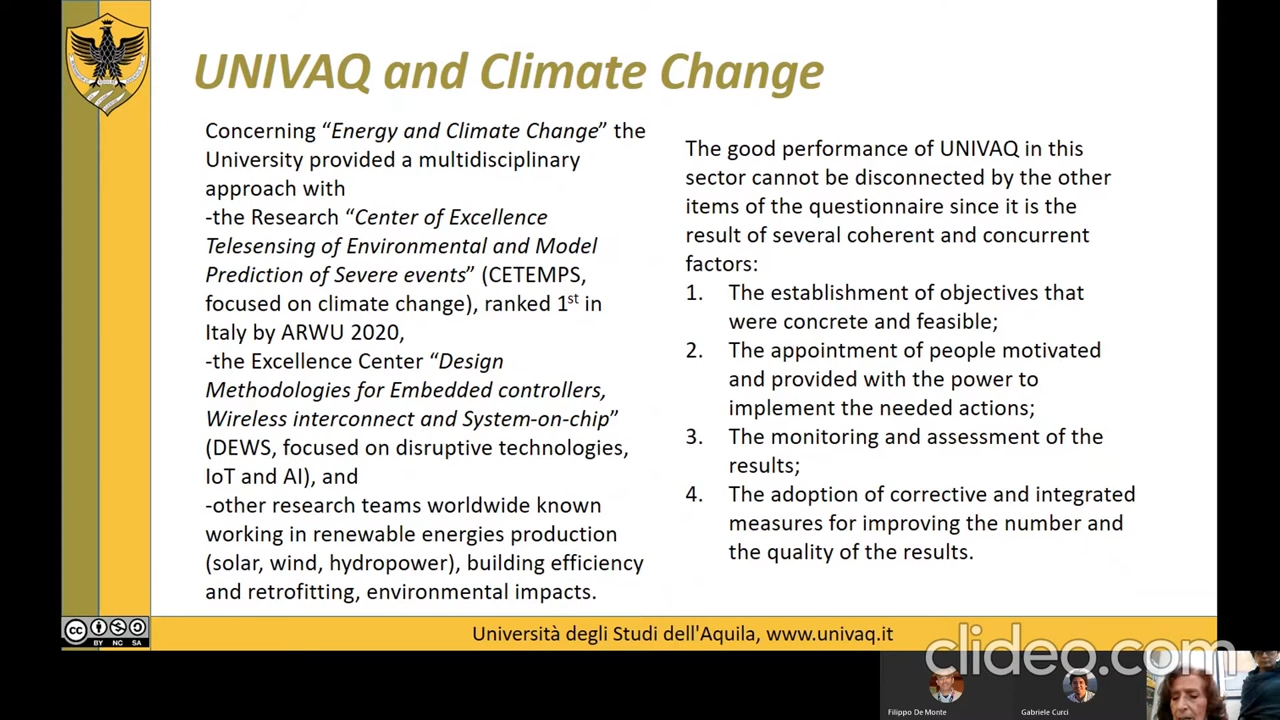 UNIVAQ and Climate Change
Concerning “Energy and Climate Change” the
University provided a multidisciplinary
approach with
-the Research “Center of Excellence
Telesensing of Environmental and Model
Prediction of Severe events” (CETEMPS,
focused on climate change), ranked 1st in
Italy by ARWU 2020,
-the Excellence Center “Design
Methodologies for Embedded controllers,
Wireless interconnect and System-on-chip”
(DEWS, focused on disruptive technologies,
IoT and AI), and
-other research teams worldwide known
working in renewable energies production
(solar, wind, hydropower), building efficiency
and retrofitting, environmental impacts.
The good performance of UNIVAQ in this
sector cannot be disconnected by the other
items of the questionnaire since it is the
result of several coherent and concurrent
factors:
1. The establishment of objectives that
were concrete and feasible;
2. The appointment of people motivated
and provided with the power to
implement the needed actions;
3. The monitoring and assessment of the
results;
4. The adoption of corrective and integrated
measures for improving the number and
the quality of the results.
cc BY NC SA
Università degli Studi dell'Aquila, www.univaq.it
clideo.com
Filippo De Monte
Gabriele Curci